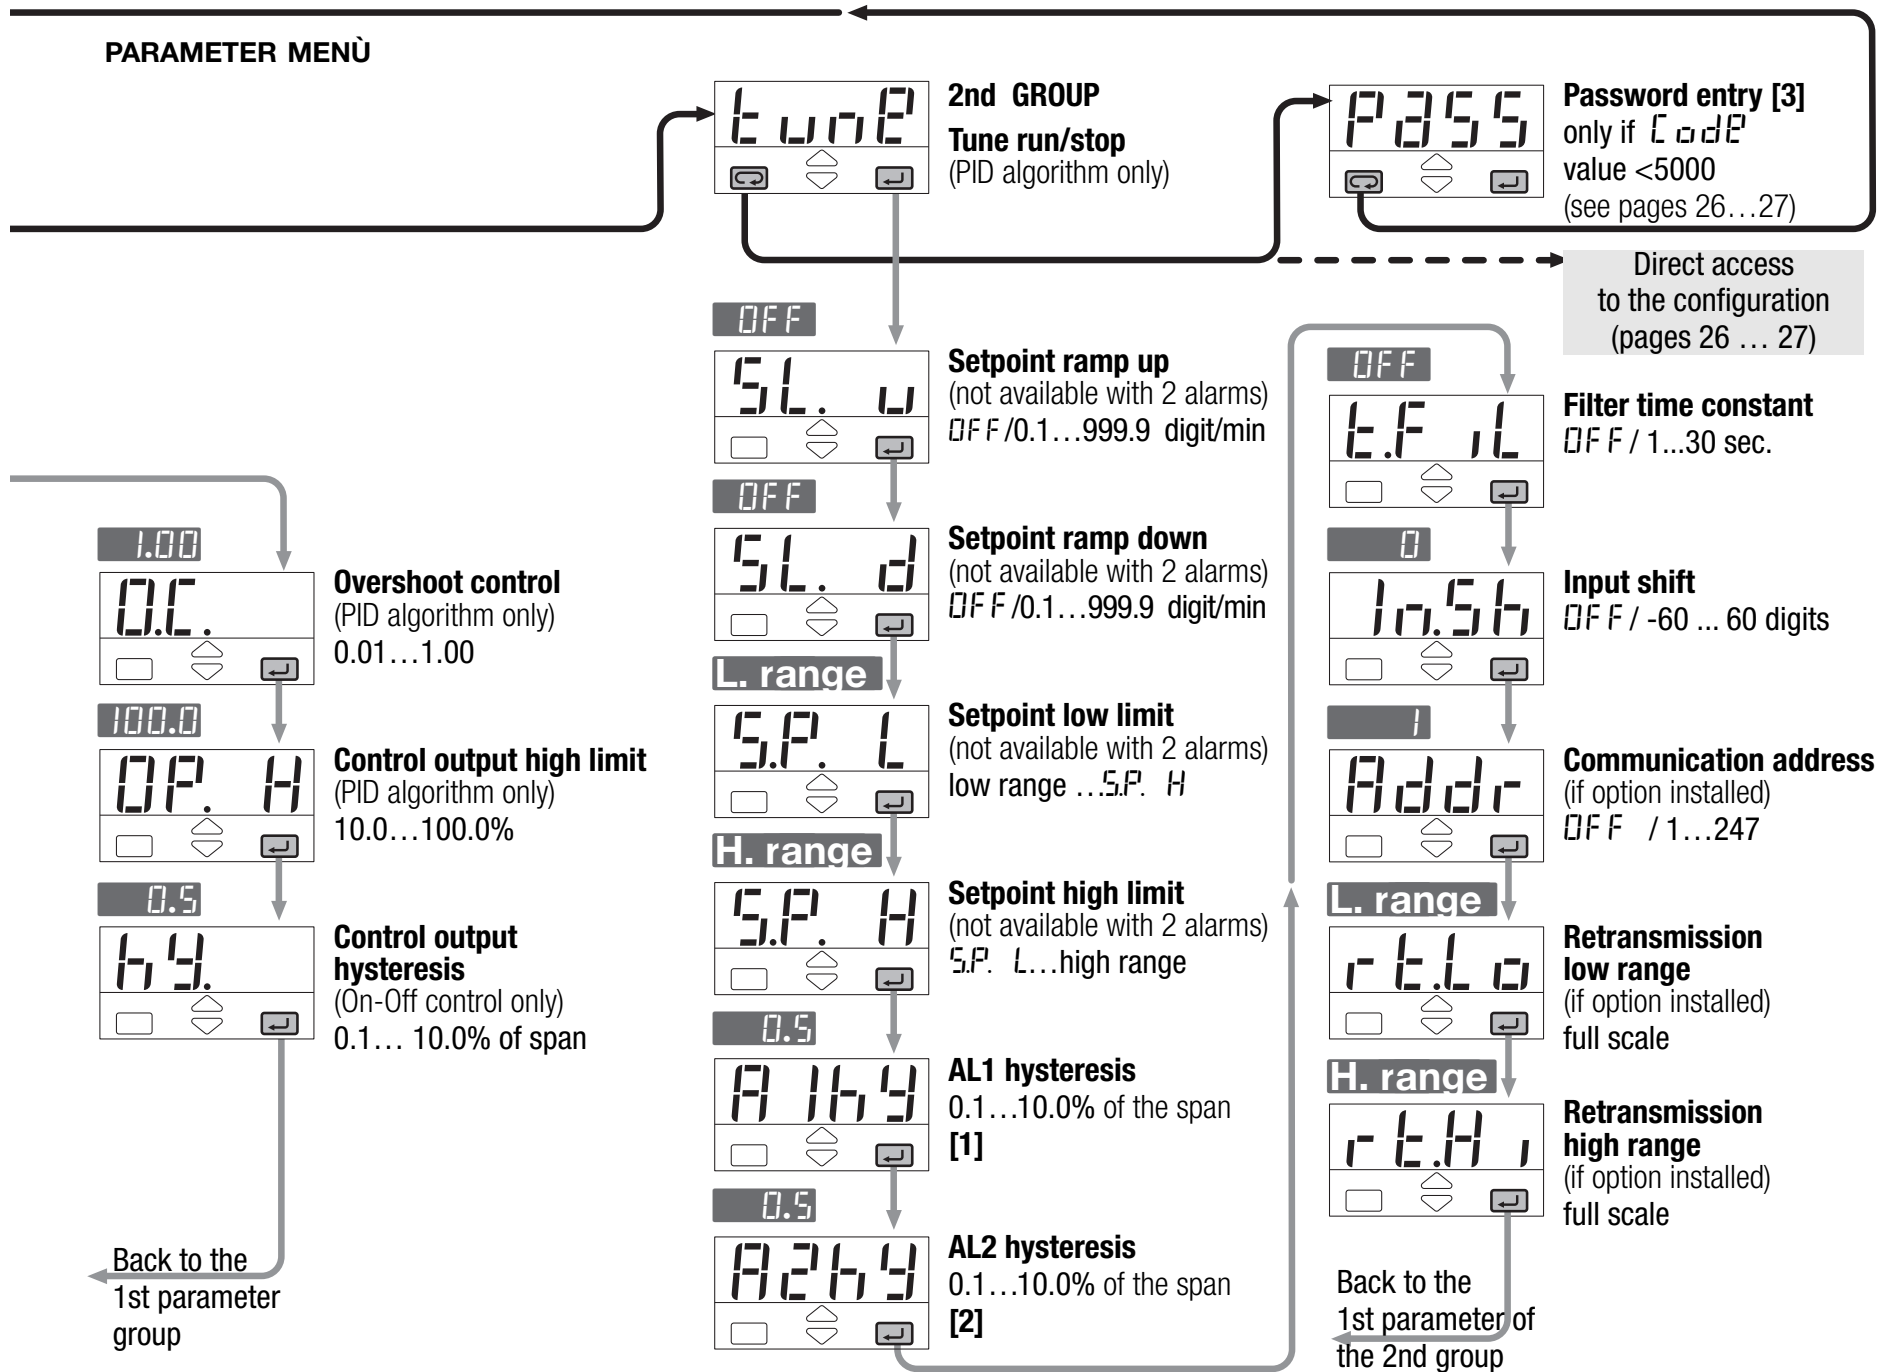 PARAMETER MENÙ
tunE
2nd GROUP
Tune run/stop
(PID algorithm only)
PASS
Password entry [3]
only if CodE
value <5000
(see pages 26…27)
Direct access
to the configuration
(pages 26 … 27)
1.00
O.C.
Overshoot control
(PID algorithm only)
0.01…1.00
100.0
OP. H
Control output high limit
(PID algorithm only)
10.0…100.0%
0.5
hy.
Control output
hysteresis
(On-Off control only)
0.1… 10.0% of span
Back to the
1st parameter
group
OFF
SL. u
Setpoint ramp up
(not available with 2 alarms)
OFF/0.1…999.9 digit/min
OFF
SL. d
Setpoint ramp down
(not available with 2 alarms)
OFF/0.1…999.9 digit/min
L. range
S.P. L
Setpoint low limit
(not available with 2 alarms)
low range …S.P. H
H. range
S.P. H
Setpoint high limit
(not available with 2 alarms)
S.P. L…high range
0.5
A1hy
AL1 hysteresis
0.1…10.0% of the span
[1]
0.5
A2hy
AL2 hysteresis
0.1…10.0% of the span
[2]
OFF
t.FiL
Filter time constant
OFF/ 1...30 sec.
0
In.Sh
Input shift
OFF/ -60 ... 60 digits
1
Addr
Communication address
(if option installed)
OFF / 1…247
L. range
rt.Lo
Retransmission
low range
(if option installed)
full scale
H. range
rt.Hi
Retransmission
high range
(if option installed)
full scale
Back to the
1st parameter of
the 2nd group